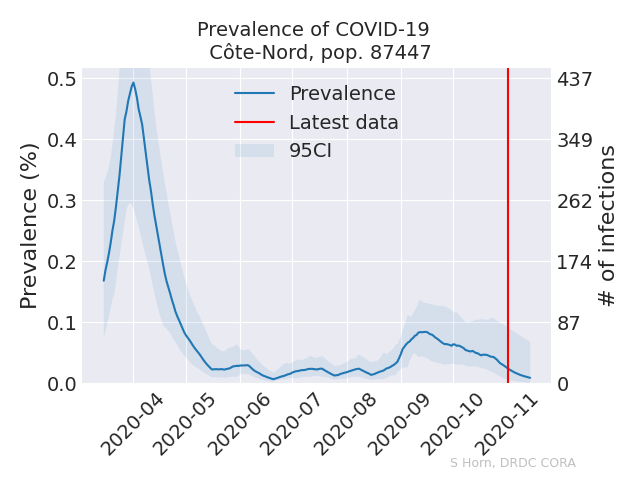 Prevalence of COVID-19
Côte-Nord, pop. 87447
Prevalence
Latest data
95CI
Prevalence (%)
0.5
0.4
0.3
0.2
0.1
0.0
437
349
262
174
87
0
# of infections
2020-04
2020-05
2020-06
2020-07
2020-08
2020-09
2020-10
2020-11
S Horn, DRDC CORA